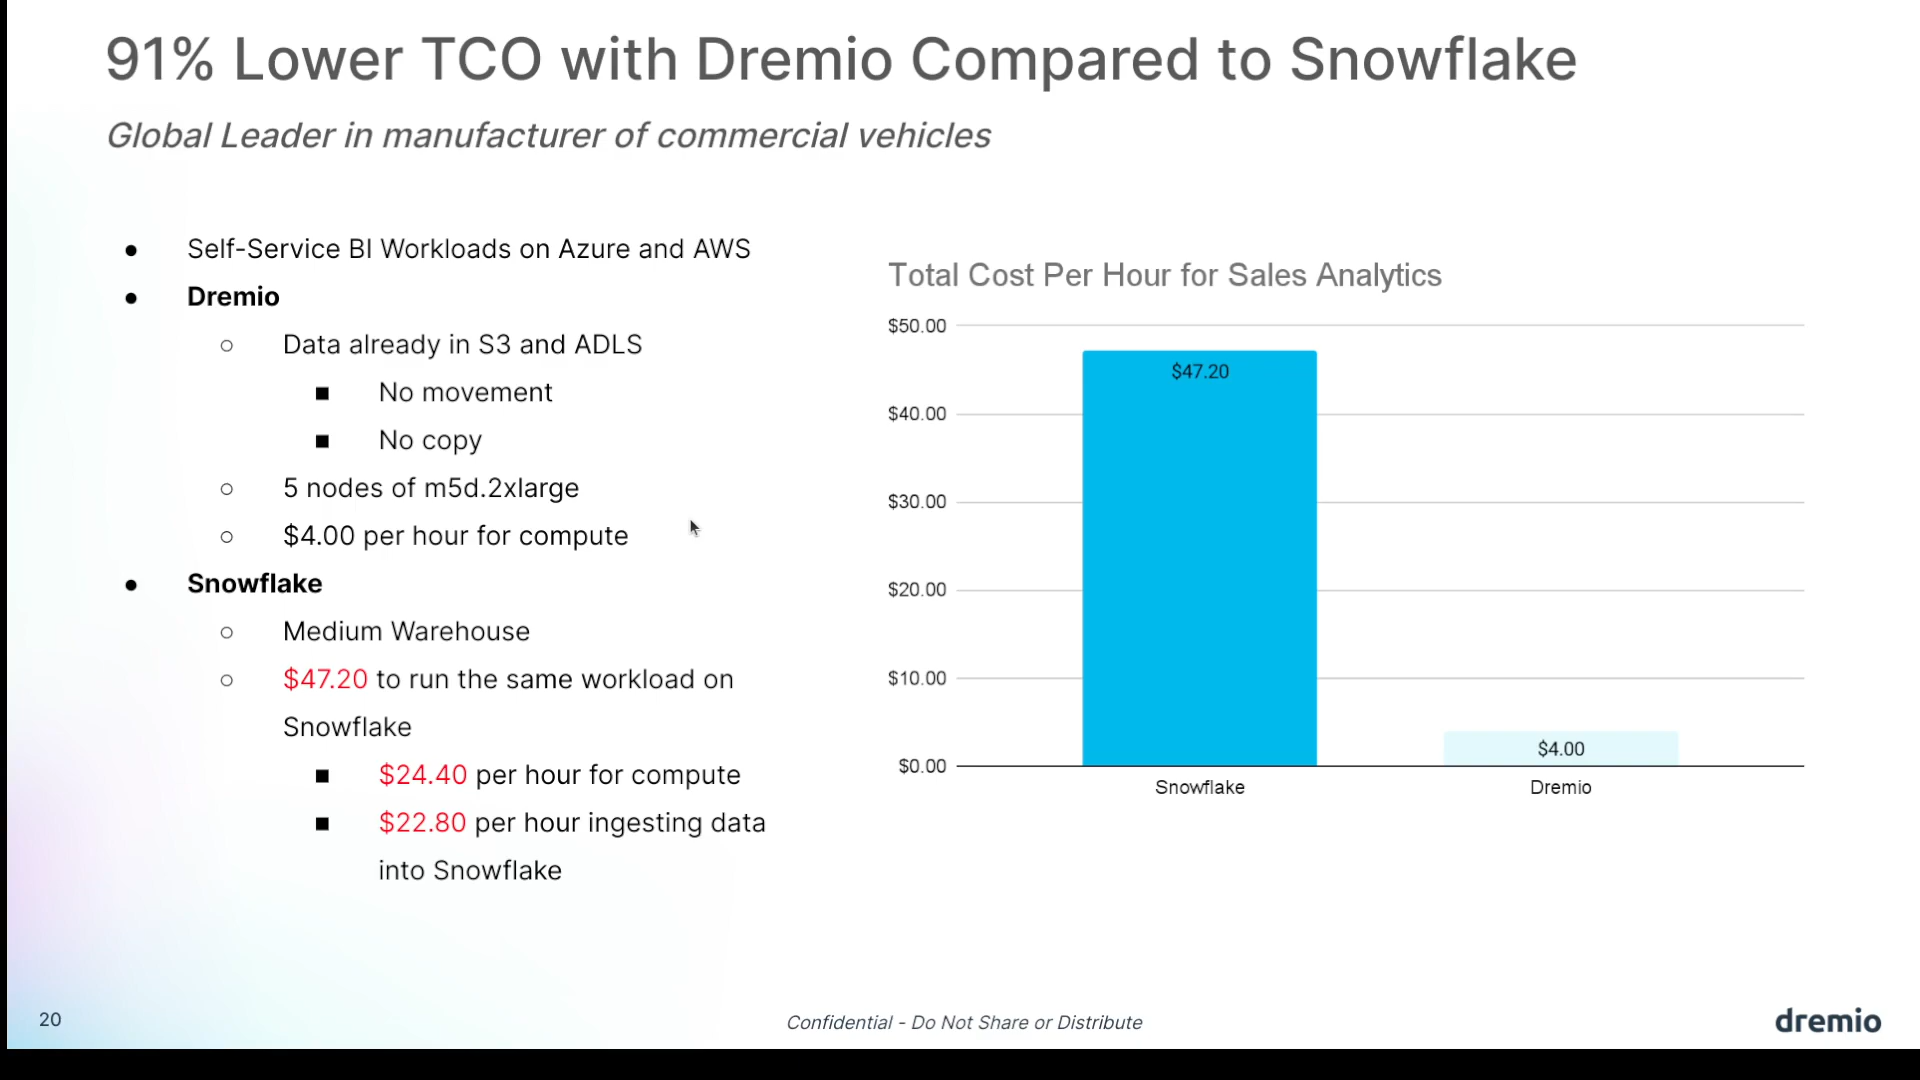 91% Lower TCO with Dremio Compared to Snowflake
Global Leader in manufacturer of commercial vehicles
● Self-Service BI Workloads on Azure and AWS
● Dremio
○ Data already in S3 and ADLS
■ No movement
■ No copy
○ 5 nodes of m5d.2xlarge
○ $4.00 per hour for compute
● Snowflake
○ Medium Warehouse
○ $47.20 to run the same workload on
Snowflake
■ $24.40 per hour for compute
■ $22.80 per hour ingesting data
into Snowflake
Total Cost Per Hour for Sales Analytics
$50.00
$40.00
$30.00
$20.00
$10.00
$0.00
$47.20
$4.00
Snowflake
Dremio
20
Confidential - Do Not Share or Distribute
dremio